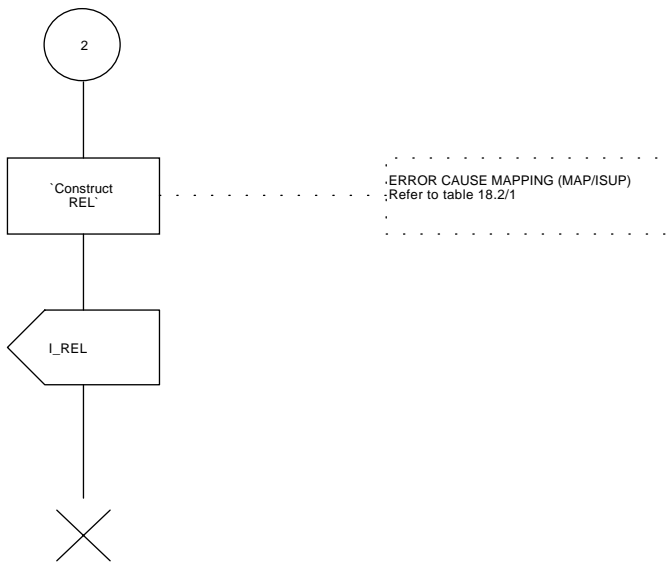 2
`Construct
REL`
ERROR CAUSE MAPPING (MAP/ISUP)
Refer to table 18.2/1
I_REL